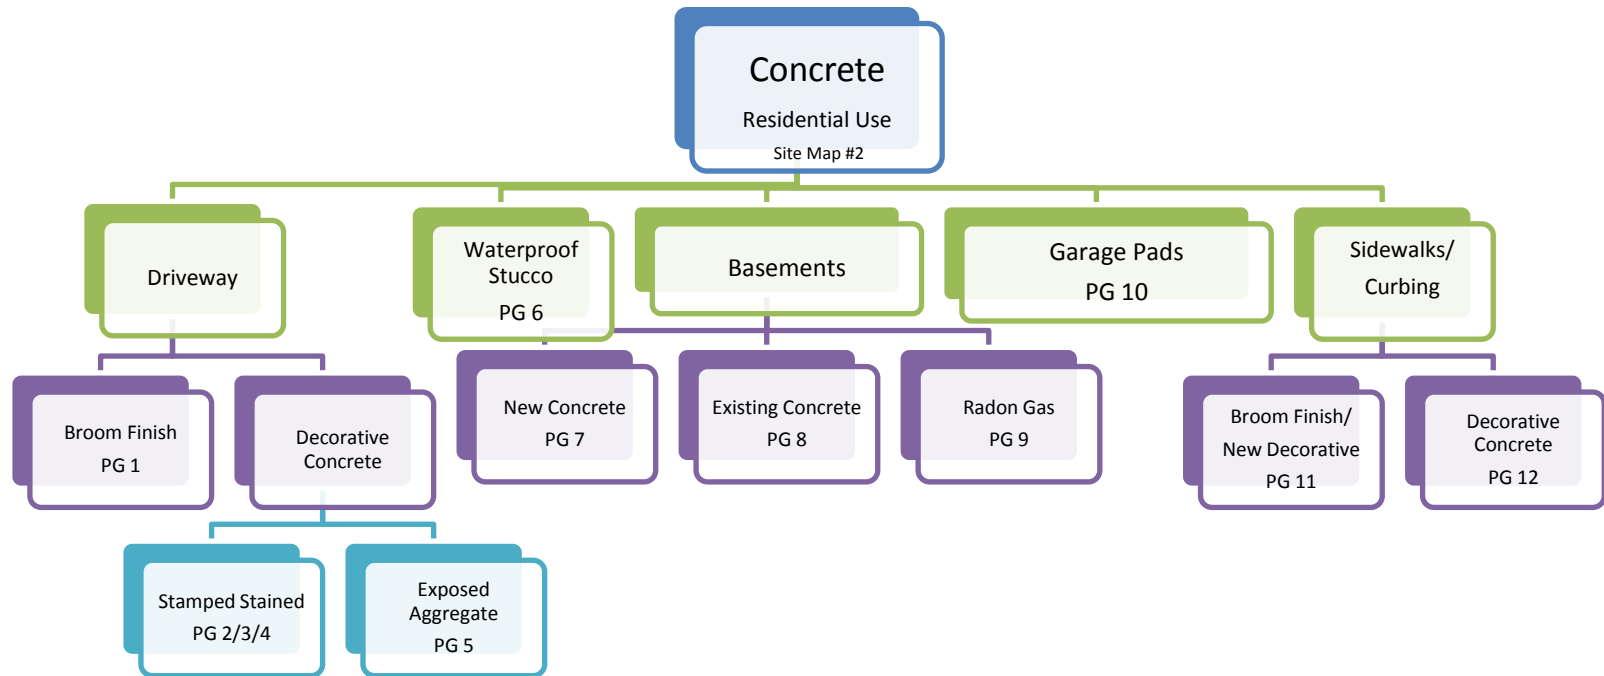 Concrete
Residential Use
Site Map #2
Driveway
Waterproof
Stucco
PG 6
Basements
Garage Pads
PG 10
Sidewalks/
Curbing
Broom Finish
PG 1
Decorative
Concrete
New Concrete
PG 7
Existing Concrete
PG 8
Radon Gas
PG 9
Broom Finish/
New Decorative
PG 11
Decorative
Concrete
PG 12
Stamped Stained
PG 2/3/4
Exposed
Aggregate
PG 5